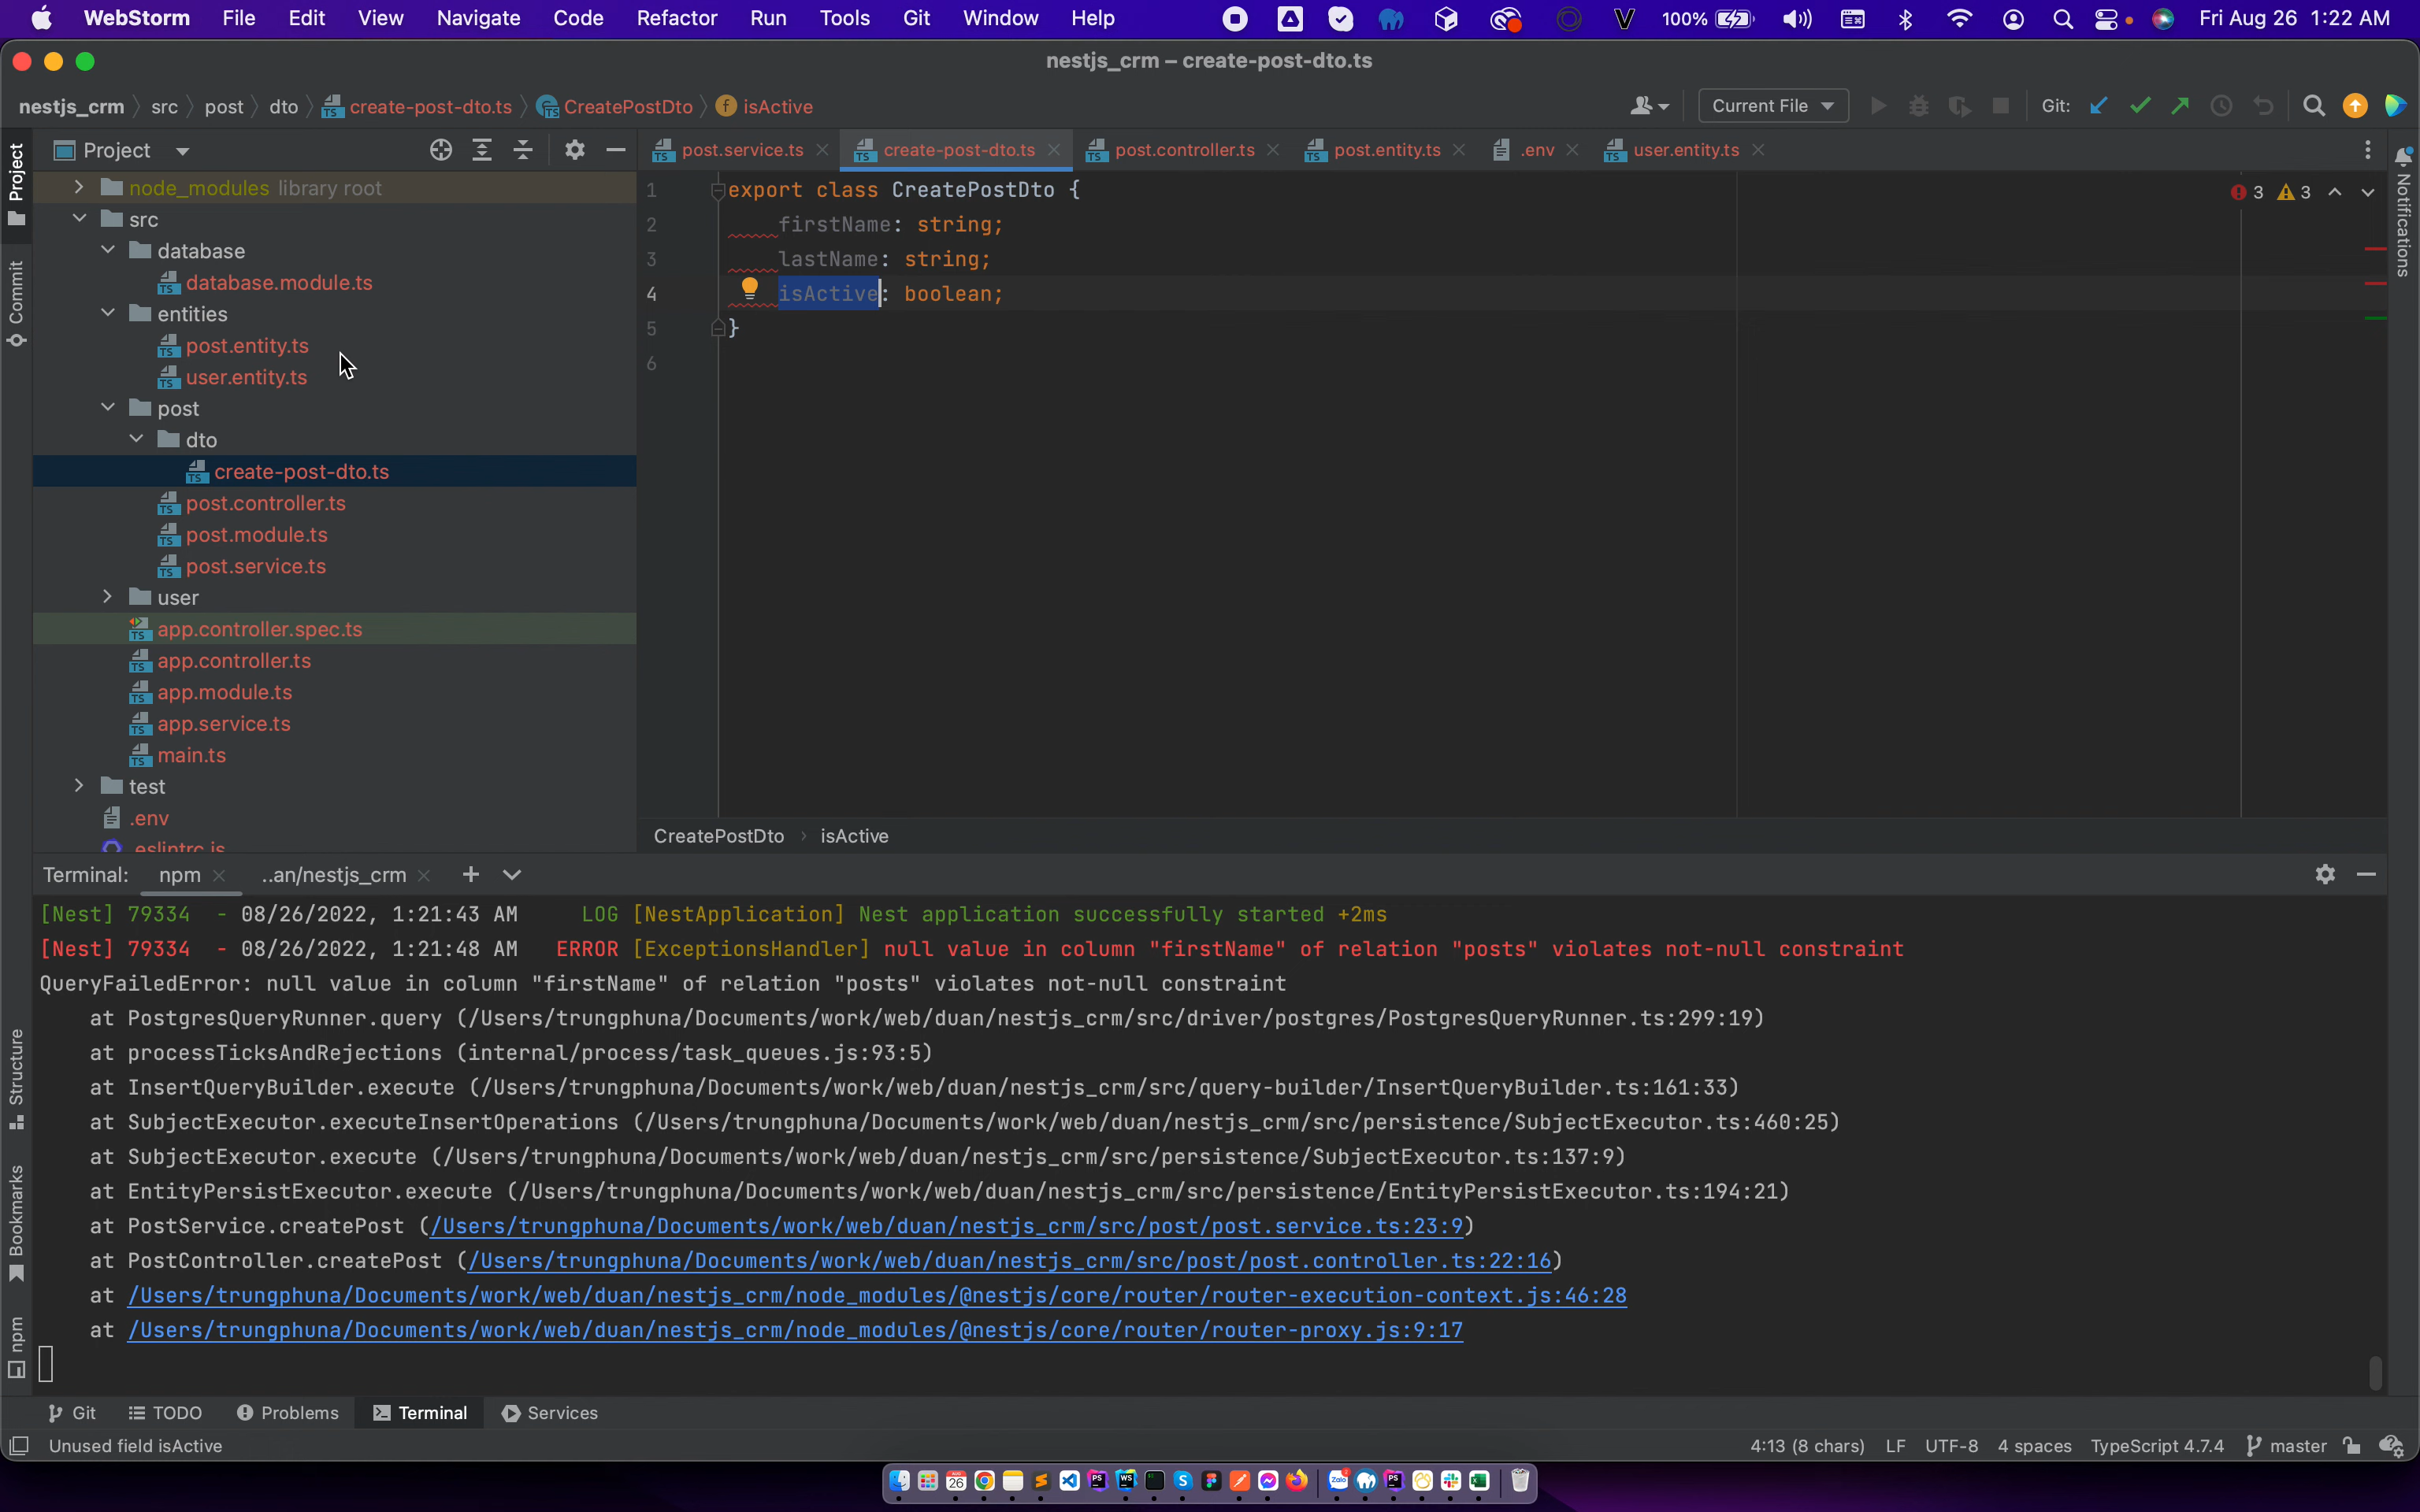 WebStorm File Edit View Navigate Code Refactor Run Tools Git Window Help 100% Fri Aug 26 1:22 AM
nestjs_crm – create-post-dto.ts
nestjs_crm src post dto create-post-dto.ts CreatePostDto isActive Current File Git:
Project post.service.ts create-post-dto.ts post.controller.ts post.entity.ts .env user.entity.ts
node_modules library root
src
database
database.module.ts
entities
post.entity.ts
user.entity.ts
post
dto
create-post-dto.ts
post.controller.ts
post.module.ts
post.service.ts
user
app.controller.spec.ts
app.controller.ts
app.module.ts
app.service.ts
main.ts
test
.env
.eslintrc.js
1 export class CreatePostDto {
2 firstName: string;
3 lastName: string;
4 isActive: boolean;
5 }
6
3 3
CreatePostDto › isActive
Project
Commit
Structure
Bookmarks
npm
Notifications
Terminal: npm ..an/nestjs_crm
[Nest] 79334 - 08/26/2022, 1:21:43 AM LOG [NestApplication] Nest application successfully started +2ms
[Nest] 79334 - 08/26/2022, 1:21:48 AM ERROR [ExceptionsHandler] null value in column "firstName" of relation "posts" violates not-null constraint
QueryFailedError: null value in column "firstName" of relation "posts" violates not-null constraint
at PostgresQueryRunner.query (/Users/trungphuna/Documents/work/web/duan/nestjs_crm/src/driver/postgres/PostgresQueryRunner.ts:299:19)
at processTicksAndRejections (internal/process/task_queues.js:93:5)
at InsertQueryBuilder.execute (/Users/trungphuna/Documents/work/web/duan/nestjs_crm/src/query-builder/InsertQueryBuilder.ts:161:33)
at SubjectExecutor.executeInsertOperations (/Users/trungphuna/Documents/work/web/duan/nestjs_crm/src/persistence/SubjectExecutor.ts:460:25)
at SubjectExecutor.execute (/Users/trungphuna/Documents/work/web/duan/nestjs_crm/src/persistence/SubjectExecutor.ts:137:9)
at EntityPersistExecutor.execute (/Users/trungphuna/Documents/work/web/duan/nestjs_crm/src/persistence/EntityPersistExecutor.ts:194:21)
at PostService.createPost (/Users/trungphuna/Documents/work/web/duan/nestjs_crm/src/post/post.service.ts:23:9)
at PostController.createPost (/Users/trungphuna/Documents/work/web/duan/nestjs_crm/src/post/post.controller.ts:22:16)
at /Users/trungphuna/Documents/work/web/duan/nestjs_crm/node_modules/@nestjs/core/router/router-execution-context.js:46:28
at /Users/trungphuna/Documents/work/web/duan/nestjs_crm/node_modules/@nestjs/core/router/router-proxy.js:9:17
Git TODO Problems Terminal Services
Unused field isActive 4:13 (8 chars) LF UTF-8 4 spaces TypeScript 4.7.4 master